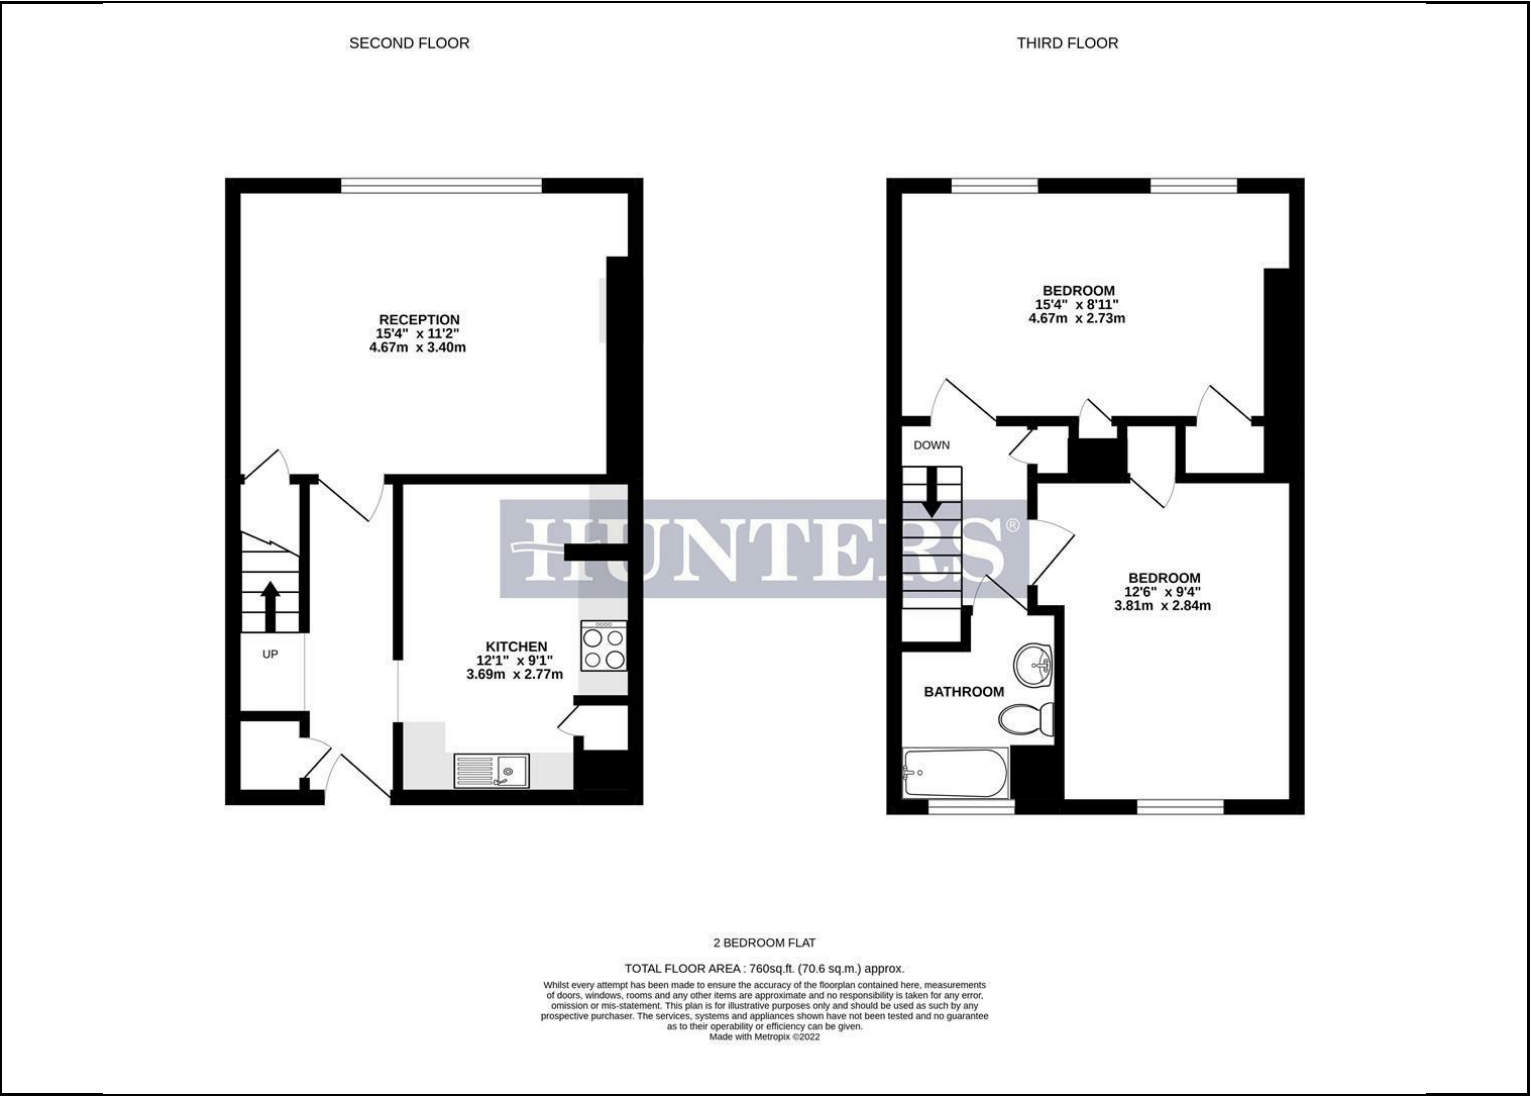 SECOND FLOOR
THIRD FLOOR
RECEPTION
15'4" x 11'2"
4.67m x 3.40m
BEDROOM
15'4" x 8'11"
4.67m x 2.73m
DOWN
HUNTERS®
BEDROOM
12'6" x 9'4"
3.81m x 2.84m
UP
KITCHEN
12'1" x 9'1"
3.69m x 2.77m
BATHROOM
2 BEDROOM FLAT
TOTAL FLOOR AREA : 760sq.ft. (70.6 sq.m.) approx.
Whilst every attempt has been made to ensure the accuracy of the floorplan contained here, measurements
of doors, windows, rooms and any other items are approximate and no responsibility is taken for any error,
omission or mis-statement. This plan is for illustrative purposes only and should be used as such by any
prospective purchaser. The services, systems and appliances shown have not been tested and no guarantee
as to their operability or efficiency can be given.
Made with Metropix ©2022